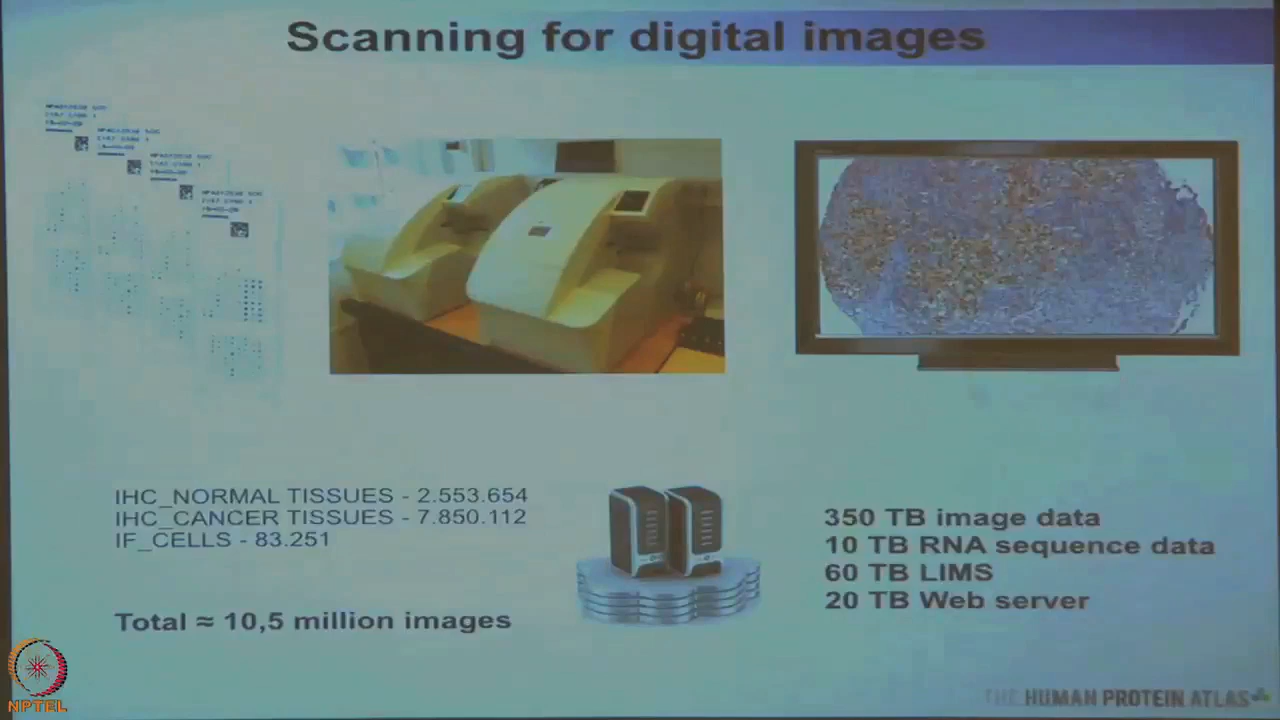 Scanning for digital images
IHC_NORMAL TISSUES - 2.553.654
IHC_CANCER TISSUES - 7.850.112
IF_CELLS - 83.251
Total ≈ 10,5 million images
350 TB image data
10 TB RNA sequence data
60 TB LIMS
20 TB Web server
THE HUMAN PROTEIN ATLAS
NPTEL